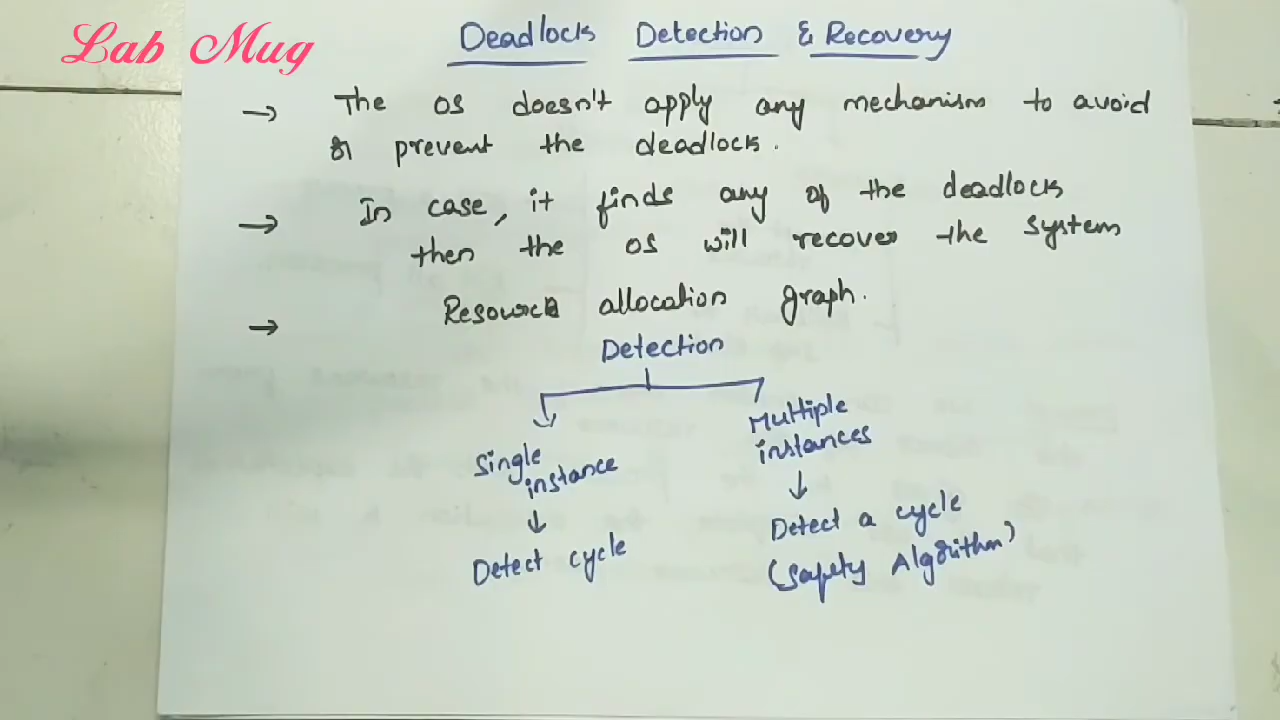 Lab Mug
Deadlocks Detection & Recovery
→ The OS doesn't apply any mechanism to avoid
or prevent the deadlock.
→ In case, it finds any of the deadlock
then the OS will recover the system
→ Resource allocation graph.
Detection
Single instance
Multiple instances
Detect cycle
Detect a cycle
(Safety Algorithm)